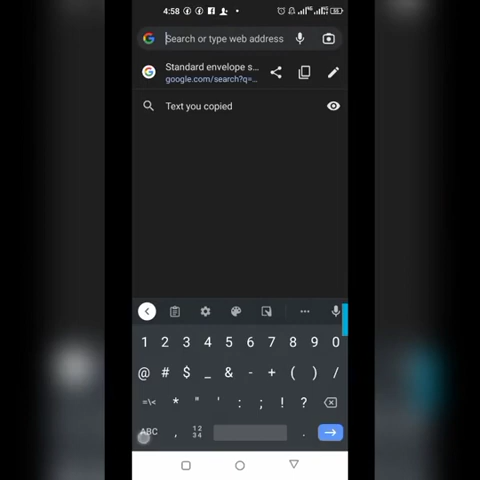 4:58
Search or type web address
Standard envelope s...
google.com/search?q=...
Text you copied
1 2 3 4 5 6 7 8 9 0
@ # $ _ & - + ( ) /
=\< * " ' : ; ! ?
ABC , 12 34 .